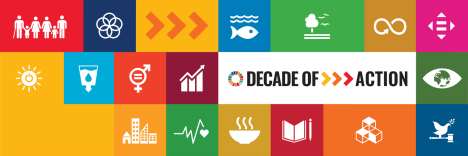 DECADE OF >>> ACTION